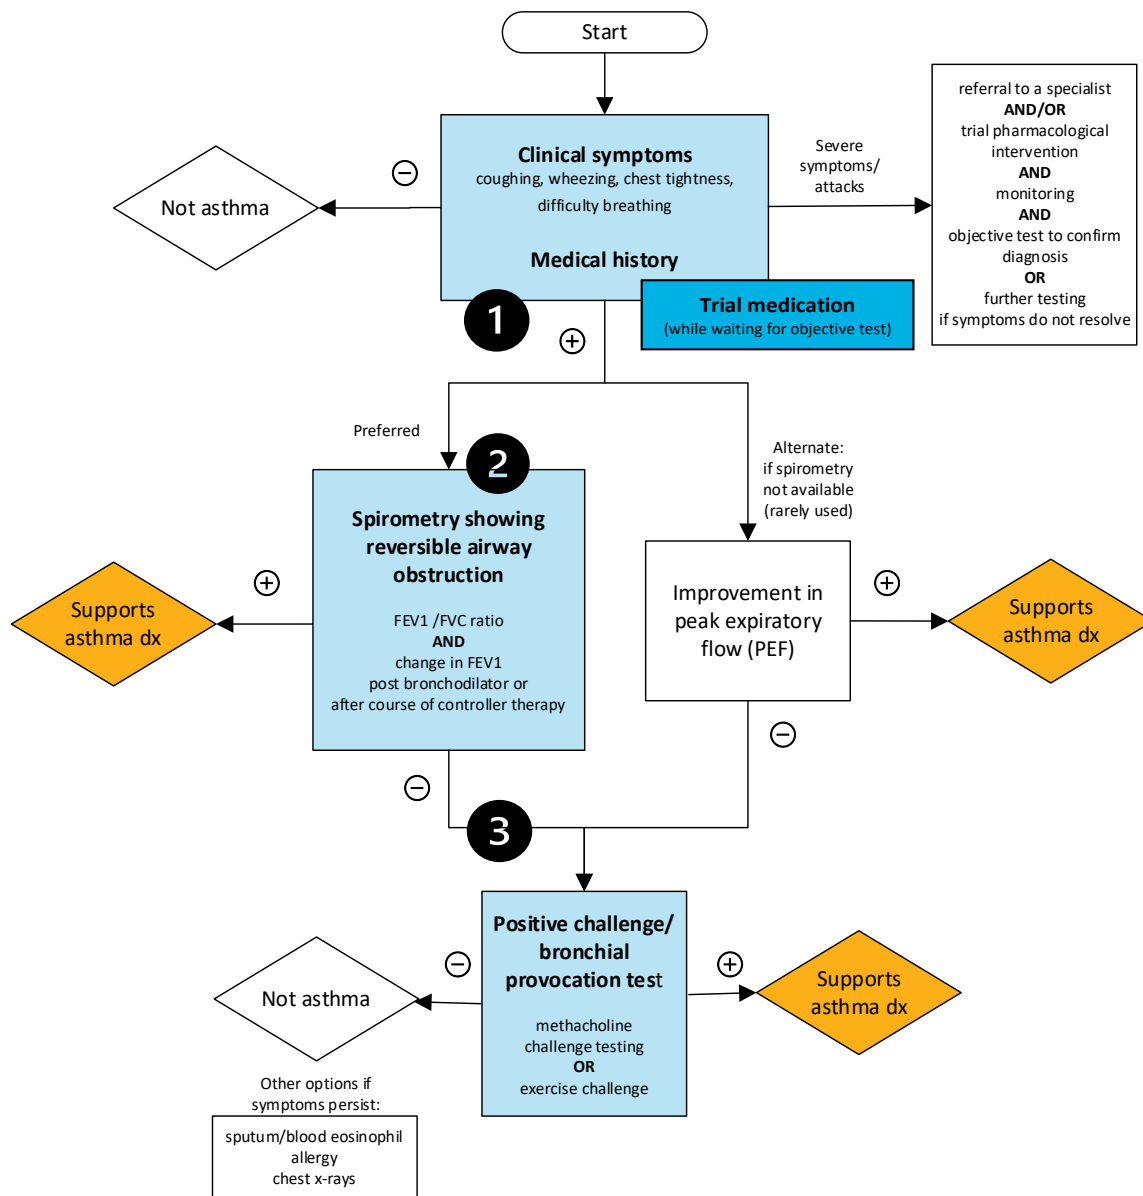 Start
Clinical symptoms
coughing, wheezing, chest tightness,
difficulty breathing
Medical history
−
Not asthma
Severe
symptoms/
attacks
referral to a specialist
AND/OR
trial pharmacological
intervention
AND
monitoring
AND
objective test to confirm
diagnosis
OR
further testing
if symptoms do not resolve
Trial medication
(while waiting for objective test)
1
+
Preferred
2
Alternate:
if spirometry
not available
(rarely used)
Spirometry showing
reversible airway
obstruction
FEV1 /FVC ratio
AND
change in FEV1
post bronchodilator or
after course of controller therapy
+
Supports
asthma dx
Improvement in
peak expiratory
flow (PEF)
+
Supports
asthma dx
−
−
3
Positive challenge/
bronchial
provocation test
methacholine
challenge testing
OR
exercise challenge
−
Not asthma
+
Supports
asthma dx
Other options if
symptoms persist:
sputum/blood eosinophil
allergy
chest x-rays